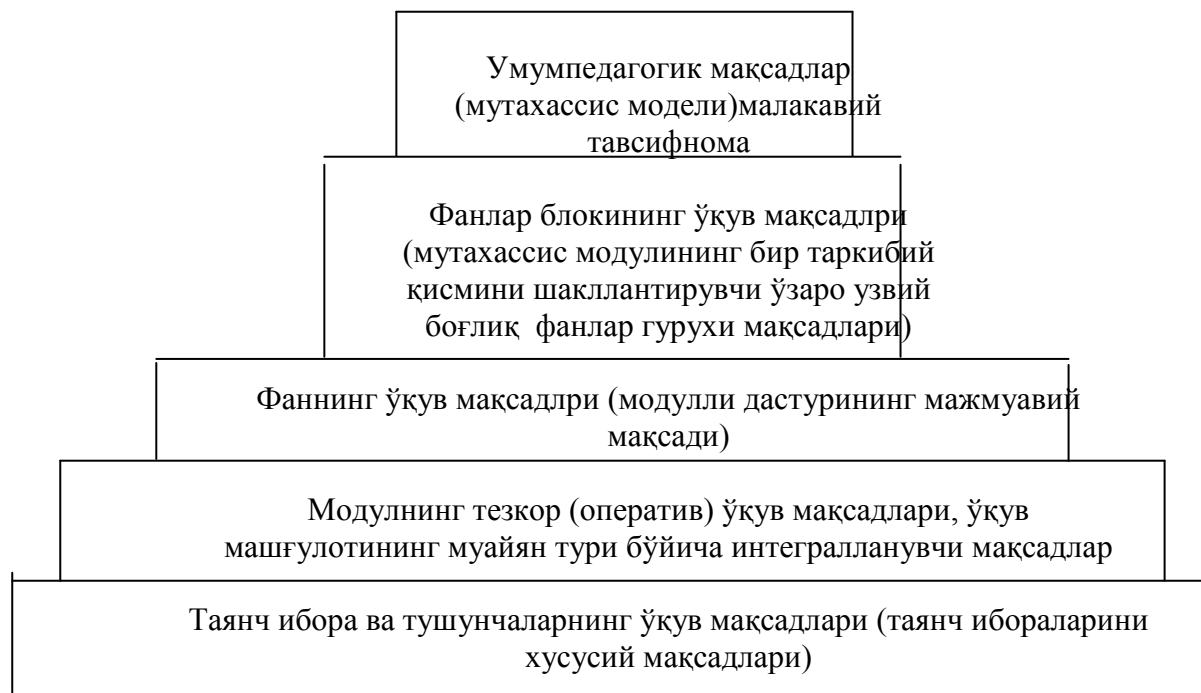 Умумпедагогик мақсадлар
(мутахассис модели)малакавий
тавсифнома
Фанлар блокининг ўқув мақсадлри
(мутахассис модулининг бир таркибий
қисмини шакллантирувчи ўзаро узвий
боғлиқ  фанлар гурухи мақсадлари)
Фаннинг ўқув мақсадлри (модулли дастурининг мажмуавий
мақсади)
Модулнинг тезкор (оператив) ўқув мақсадлари, ўқув
машғулотининг муайян тури бўйича интегралланувчи мақсадлар
Таянч ибора ва тушунчаларнинг ўқув мақсадлари (таянч ибораларини
хусусий мақсадлари)